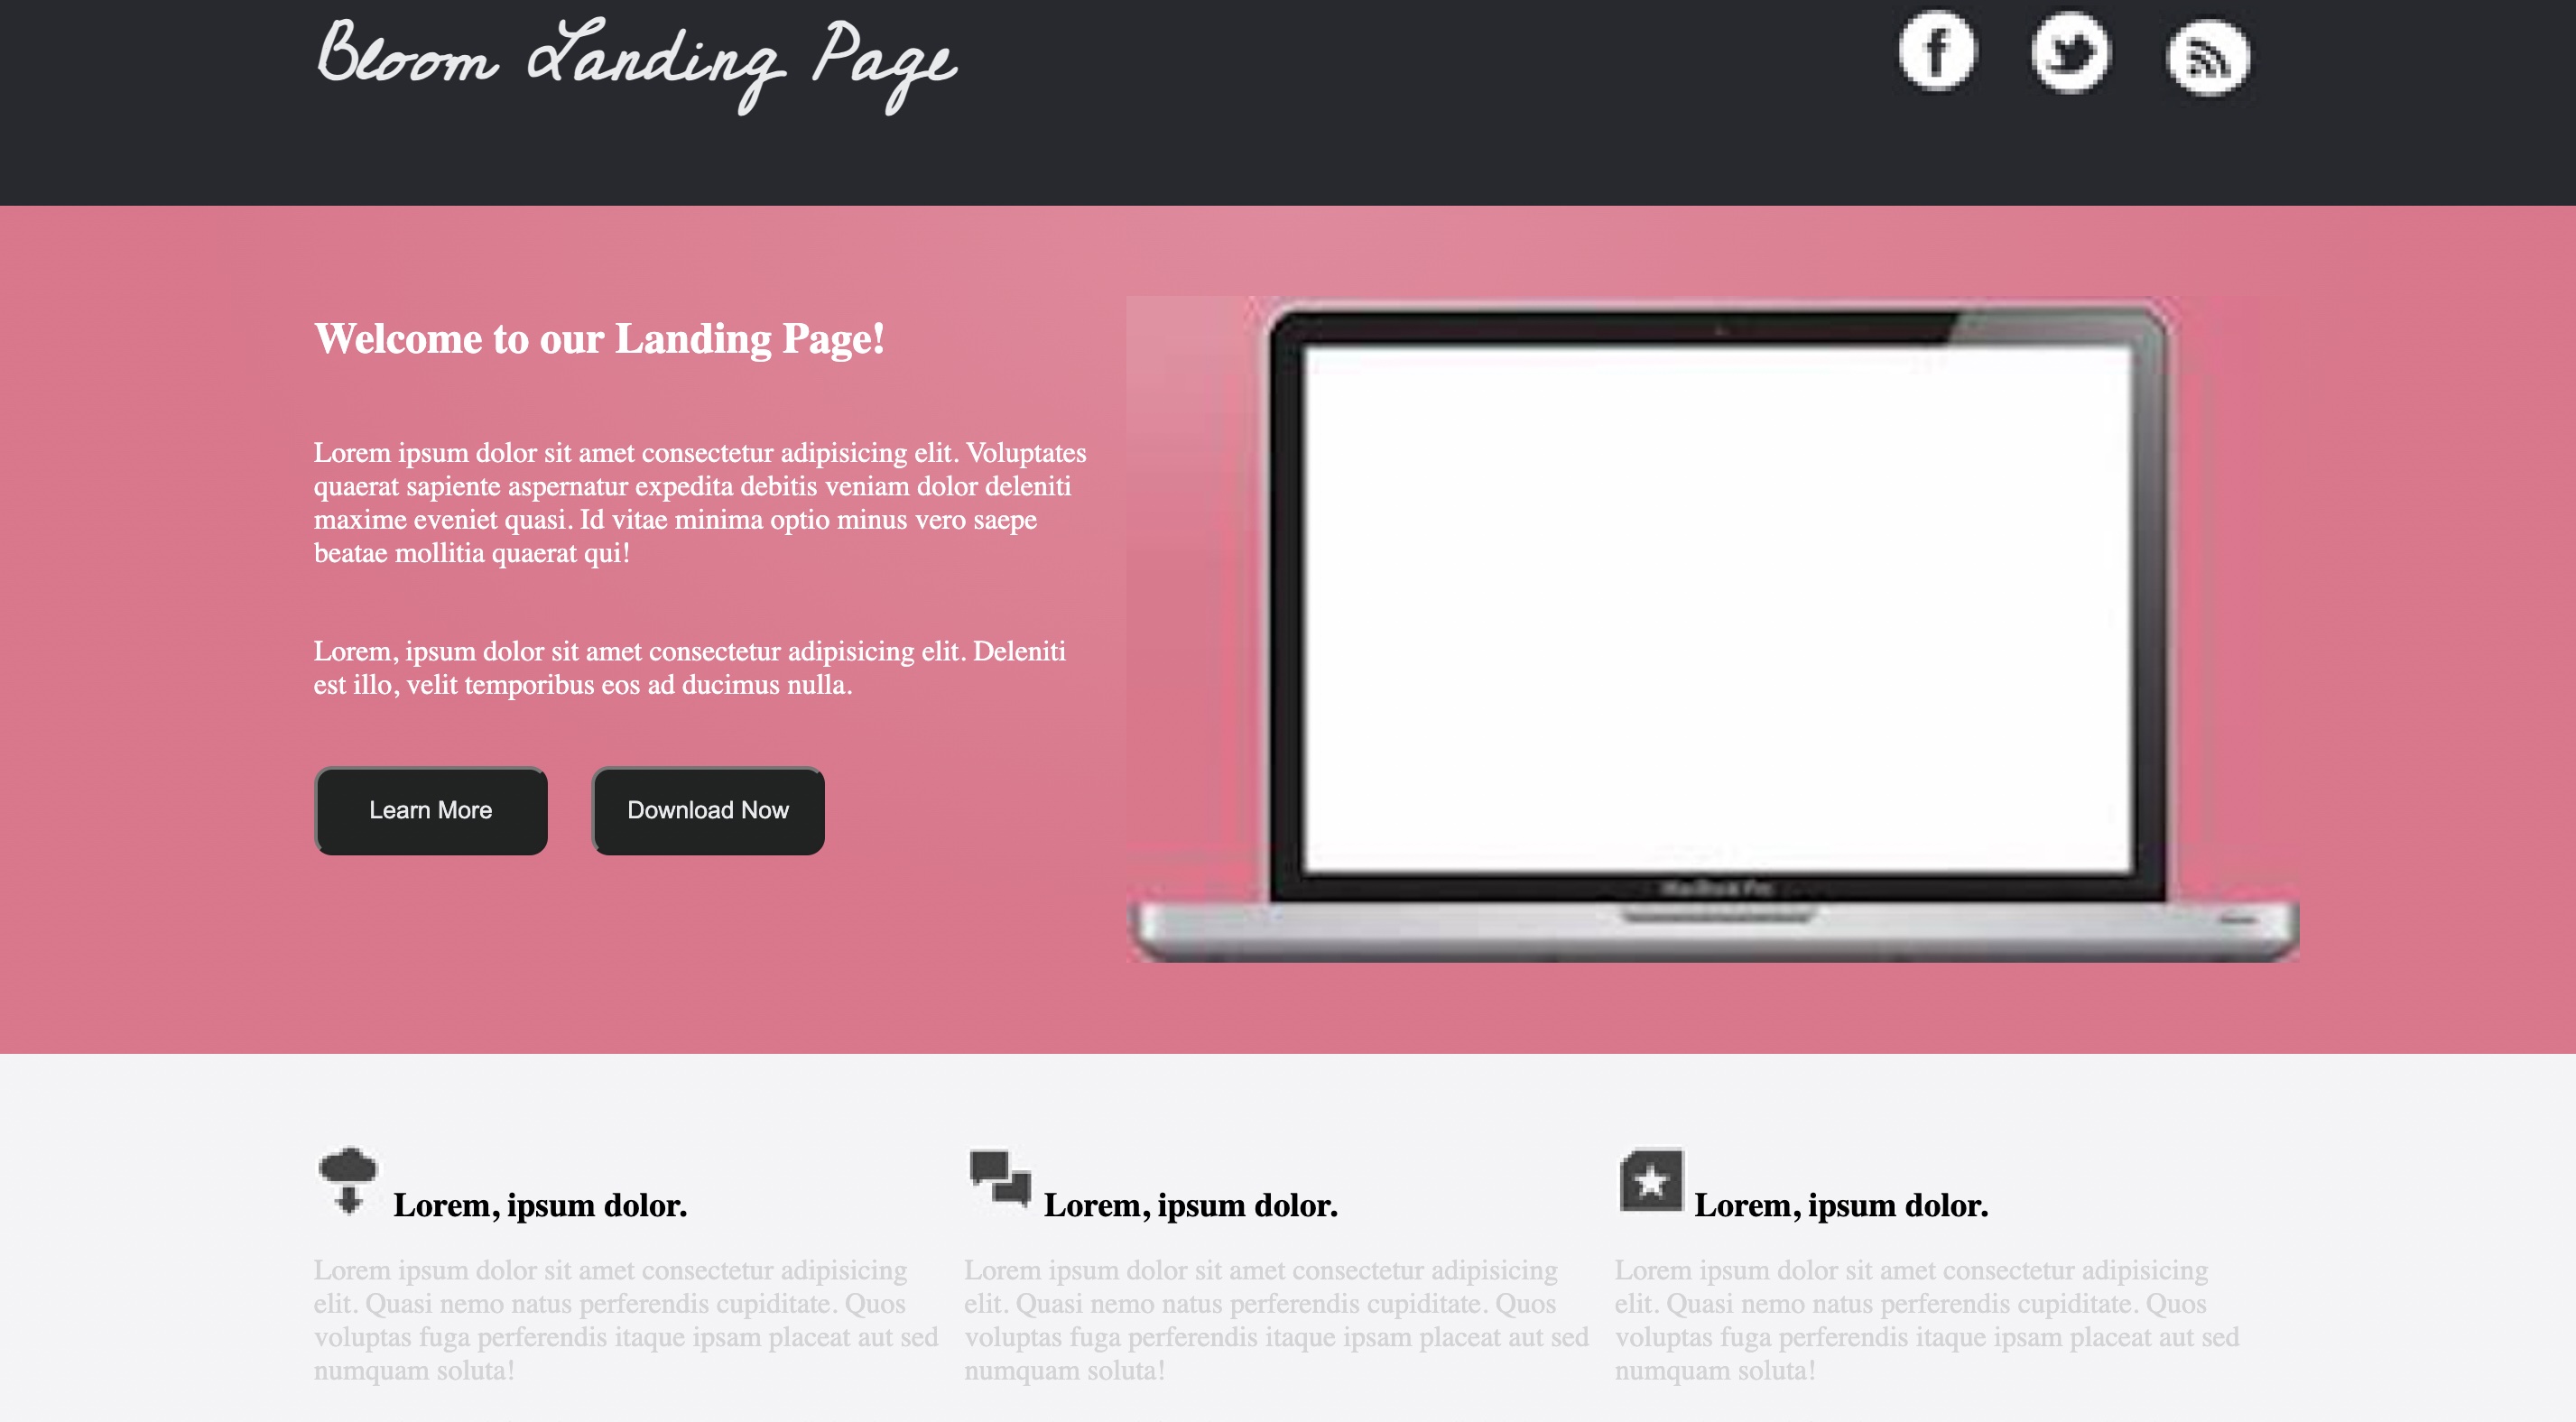 Bloom Landing Page
Welcome to our Landing Page!
Lorem ipsum dolor sit amet consectetur adipisicing elit. Voluptates
quaerat sapiente aspernatur expedita debitis veniam dolor deleniti
maxime eveniet quasi. Id vitae minima optio minus vero saepe
beatae mollitia quaerat qui!
Lorem, ipsum dolor sit amet consectetur adipisicing elit. Deleniti
est illo, velit temporibus eos ad ducimus nulla.
Learn More
Download Now
MacBook Pro
Lorem, ipsum dolor.
Lorem ipsum dolor sit amet consectetur adipisicing
elit. Quasi nemo natus perferendis cupiditate. Quos
voluptas fuga perferendis itaque ipsam placeat aut sed
numquam soluta!
Lorem, ipsum dolor.
Lorem ipsum dolor sit amet consectetur adipisicing
elit. Quasi nemo natus perferendis cupiditate. Quos
voluptas fuga perferendis itaque ipsam placeat aut sed
numquam soluta!
Lorem, ipsum dolor.
Lorem ipsum dolor sit amet consectetur adipisicing
elit. Quasi nemo natus perferendis cupiditate. Quos
voluptas fuga perferendis itaque ipsam placeat aut sed
numquam soluta!